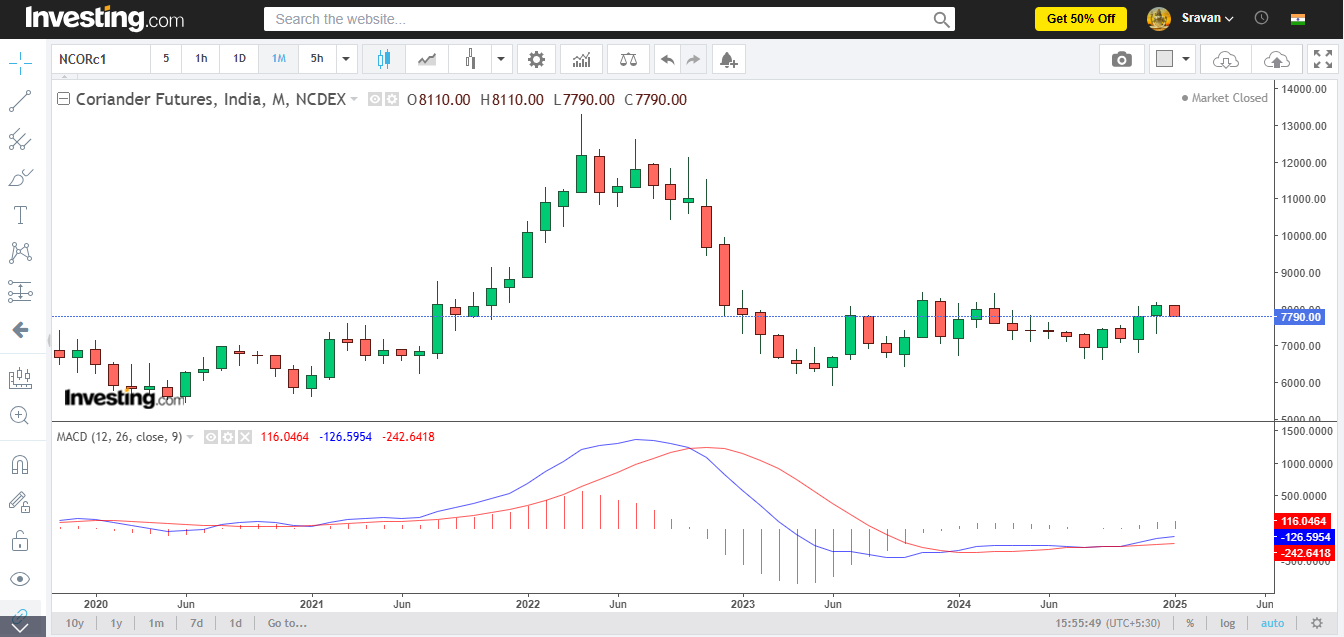 Investing.com Search the website... Get 50% Off Sravan
NCORc1 5 1h 1D 1M 5h
Coriander Futures, India, M, NCDEX O8110.00 H8110.00 L7790.00 C7790.00
Market Closed
14000.00
13000.00
12000.00
11000.00
10000.00
9000.00
7790.00
7000.00
6000.00
5000.00
Investing.com
MACD (12, 26, close, 9) 116.0464 -126.5954 -242.6418
1500.0000
1000.0000
500.0000
116.0464
-126.5954
-242.6418
-500.0000
2020 Jun 2021 Jun 2022 Jun 2023 Jun 2024 Jun 2025 Jun
10y 1y 1m 7d 1d Go to... 15:55:49 (UTC+5:30) % log auto